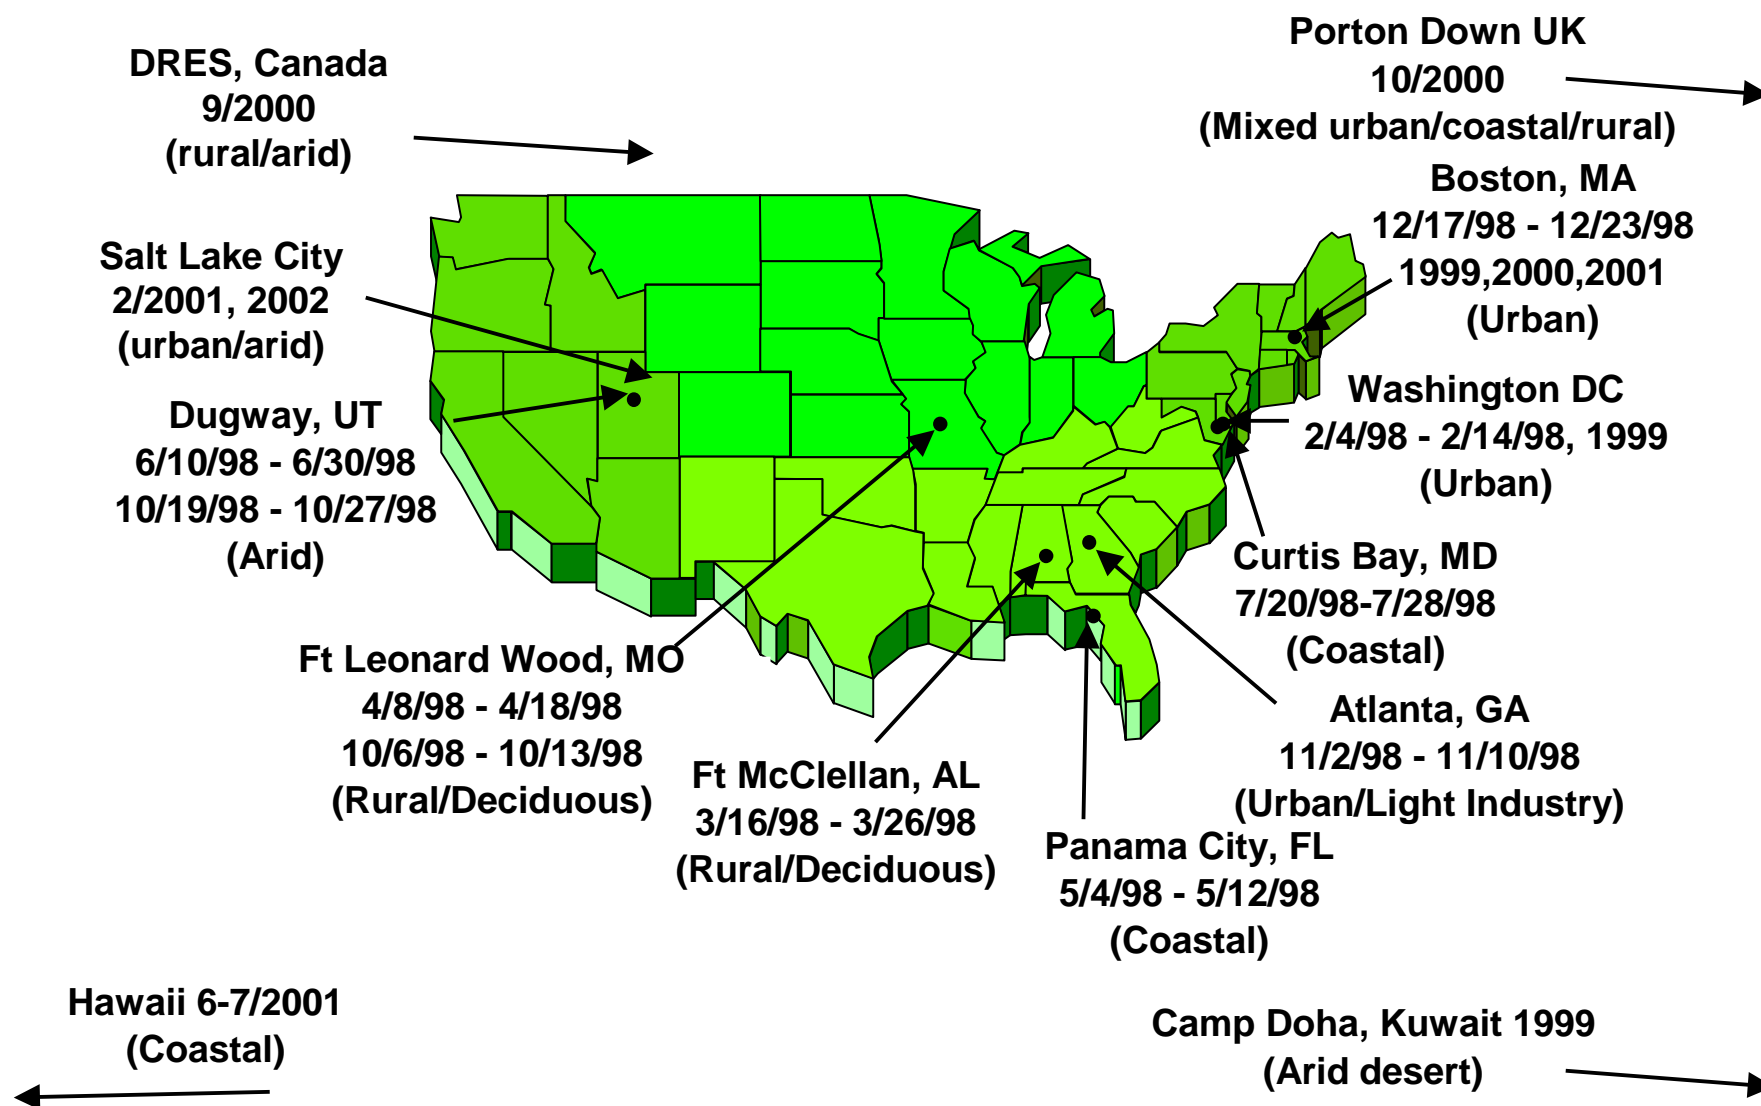 DRES, Canada
9/2000
(rural/arid)
Porton Down UK
10/2000
(Mixed urban/coastal/rural)
Boston, MA
12/17/98 - 12/23/98
1999,2000,2001
(Urban)
Salt Lake City
2/2001, 2002
(urban/arid)
Dugway, UT
6/10/98 - 6/30/98
10/19/98 - 10/27/98
(Arid)
Washington DC
2/4/98 - 2/14/98, 1999
(Urban)
Curtis Bay, MD
7/20/98-7/28/98
(Coastal)
Ft Leonard Wood, MO
4/8/98 - 4/18/98
10/6/98 - 10/13/98
(Rural/Deciduous)
Ft McClellan, AL
3/16/98 - 3/26/98
(Rural/Deciduous)
Atlanta, GA
11/2/98 - 11/10/98
(Urban/Light Industry)
Panama City, FL
5/4/98 - 5/12/98
(Coastal)
Hawaii 6-7/2001
(Coastal)
Camp Doha, Kuwait 1999
(Arid desert)